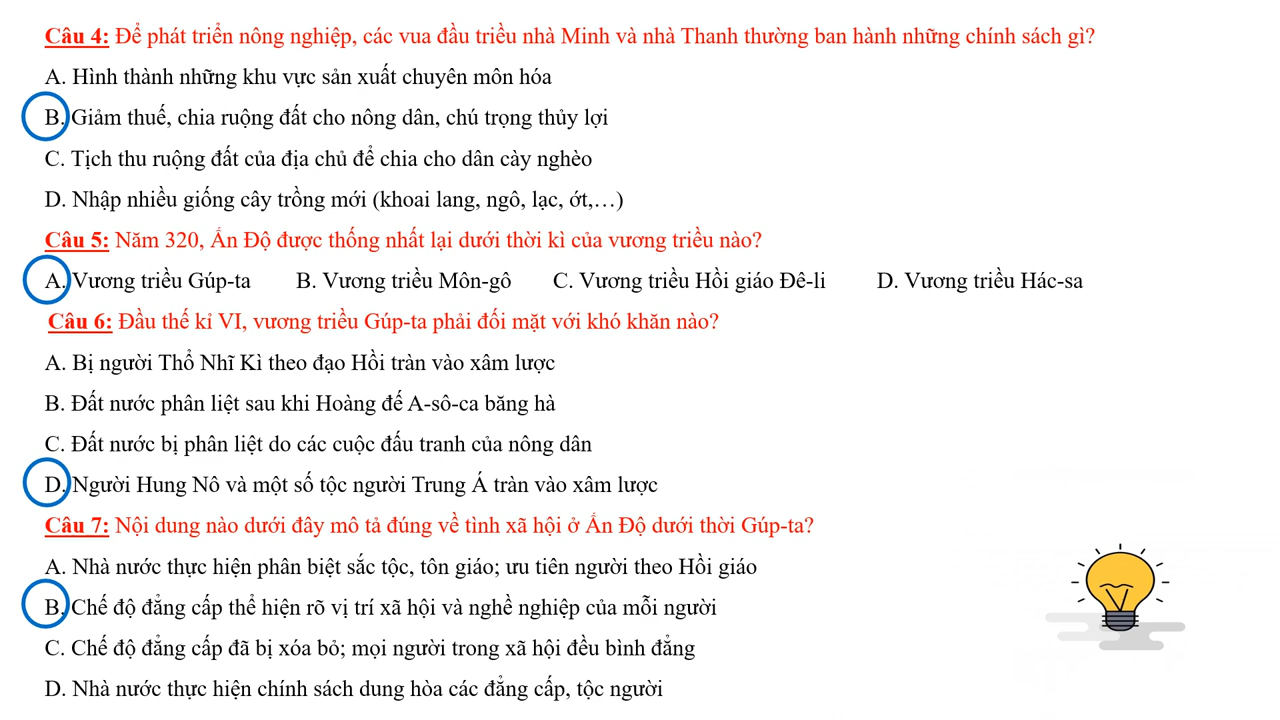 Câu 4: Để phát triển nông nghiệp, các vua đầu triều nhà Minh và nhà Thanh thường ban hành những chính sách gì?
A. Hình thành những khu vực sản xuất chuyên môn hóa
B. Giảm thuế, chia ruộng đất cho nông dân, chú trọng thủy lợi
C. Tịch thu ruộng đất của địa chủ để chia cho dân cày nghèo
D. Nhập nhiều giống cây trồng mới (khoai lang, ngô, lạc, ớt,…)
Câu 5: Năm 320, Ấn Độ được thống nhất lại dưới thời kì của vương triều nào?
A. Vương triều Gúp-ta B. Vương triều Môn-gô C. Vương triều Hồi giáo Đê-li D. Vương triều Hác-sa
Câu 6: Đầu thế kỉ VI, vương triều Gúp-ta phải đối mặt với khó khăn nào?
A. Bị người Thổ Nhĩ Kì theo đạo Hồi tràn vào xâm lược
B. Đất nước phân liệt sau khi Hoàng đế A-sô-ca băng hà
C. Đất nước bị phân liệt do các cuộc đấu tranh của nông dân
D. Người Hung Nô và một số tộc người Trung Á tràn vào xâm lược
Câu 7: Nội dung nào dưới đây mô tả đúng về tình xã hội ở Ấn Độ dưới thời Gúp-ta?
A. Nhà nước thực hiện phân biệt sắc tộc, tôn giáo; ưu tiên người theo Hồi giáo
B. Chế độ đẳng cấp thể hiện rõ vị trí xã hội và nghề nghiệp của mỗi người
C. Chế độ đẳng cấp đã bị xóa bỏ; mọi người trong xã hội đều bình đẳng
D. Nhà nước thực hiện chính sách dung hòa các đẳng cấp, tộc người